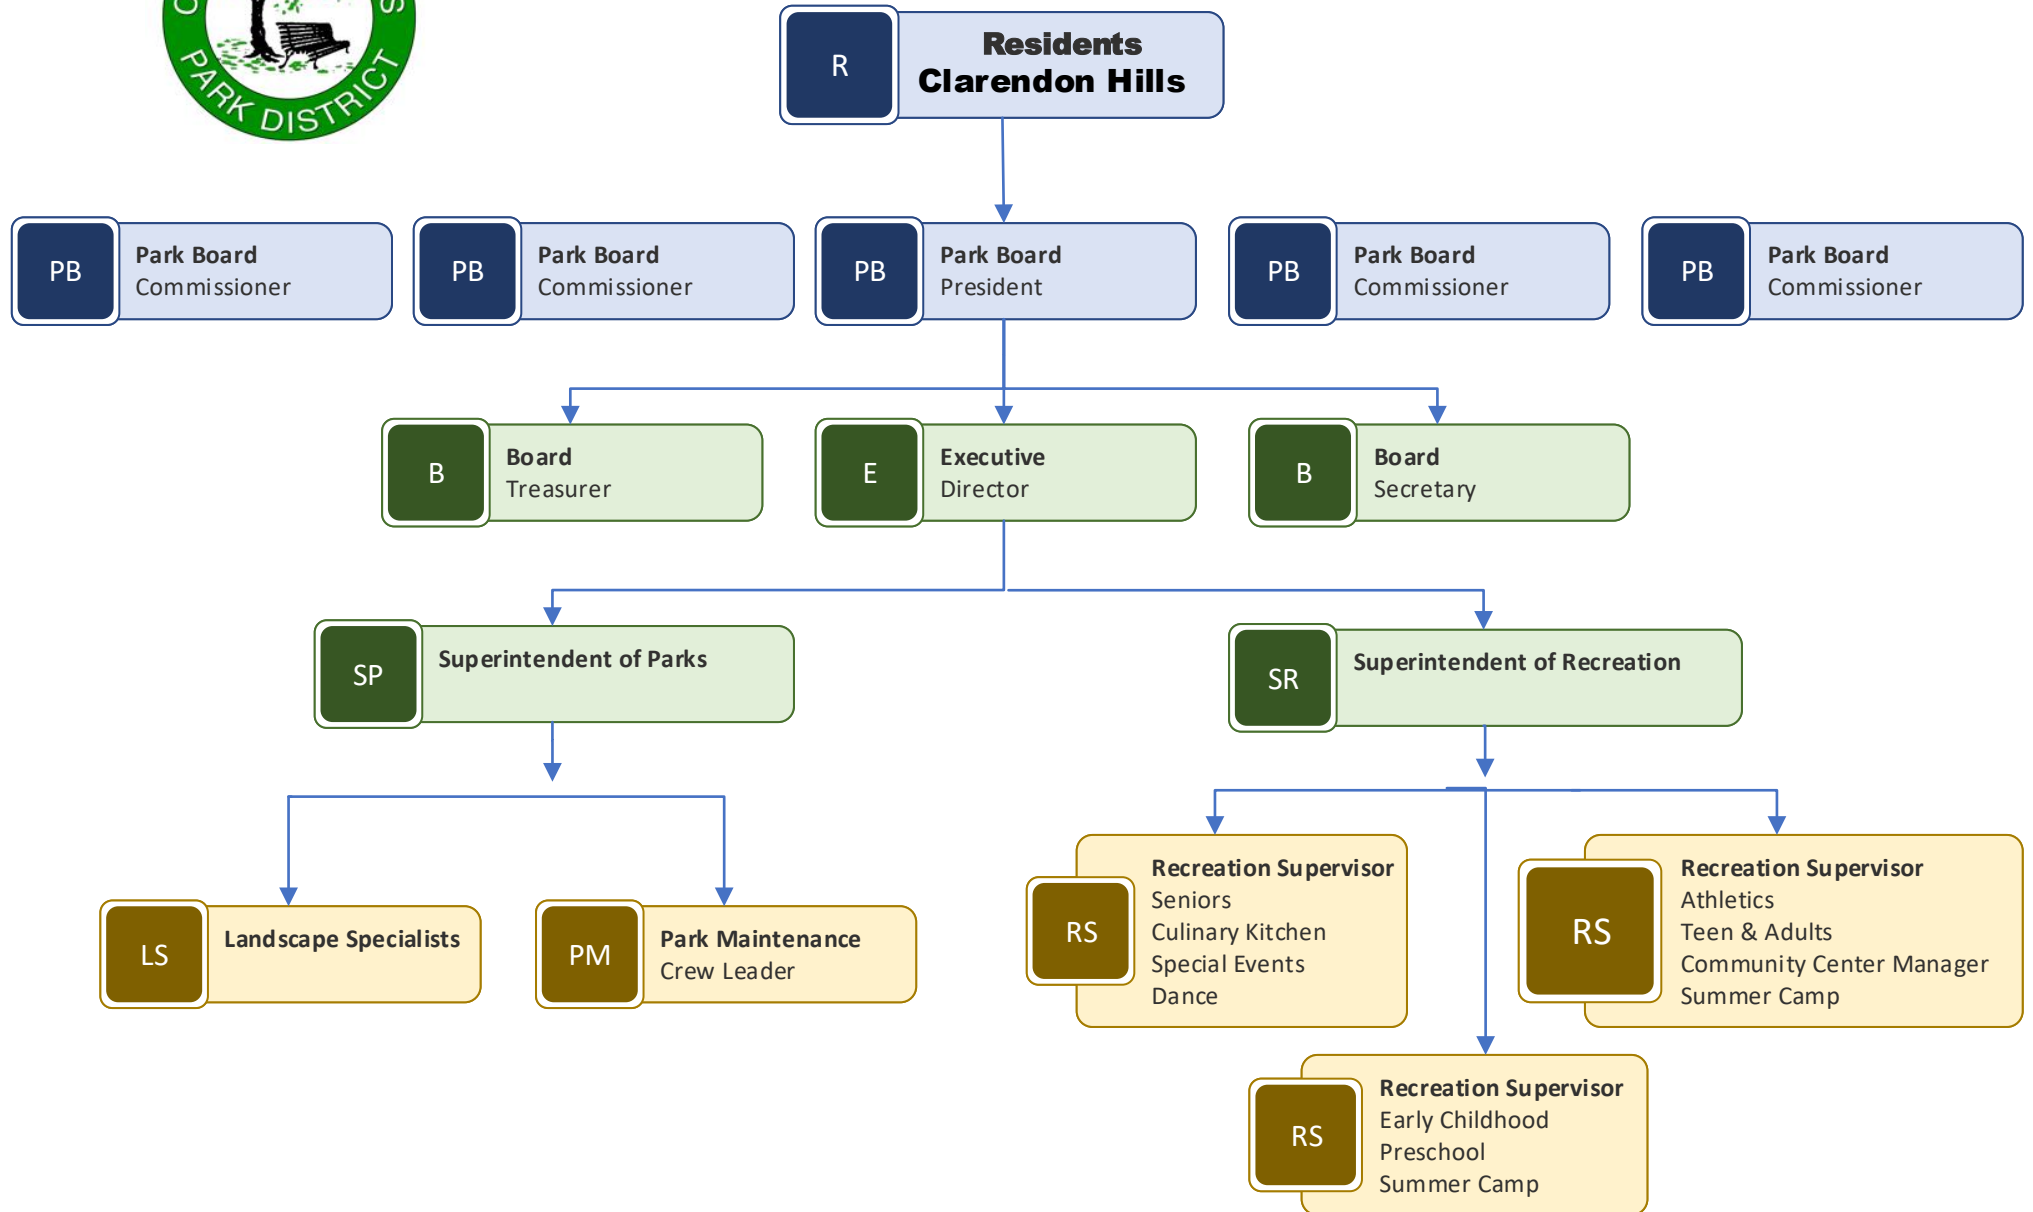 PARK DISTRICT
R
Residents
Clarendon Hills
PB
Park Board
Commissioner
PB
Park Board
Commissioner
PB
Park Board
President
PB
Park Board
Commissioner
PB
Park Board
Commissioner
B
Board
Treasurer
E
Executive
Director
B
Board
Secretary
SP
Superintendent of Parks
SR
Superintendent of Recreation
LS
Landscape Specialists
PM
Park Maintenance
Crew Leader
RS
Recreation Supervisor
Seniors
Culinary Kitchen
Special Events
Dance
RS
Recreation Supervisor
Athletics
Teen & Adults
Community Center Manager
Summer Camp
RS
Recreation Supervisor
Early Childhood
Preschool
Summer Camp